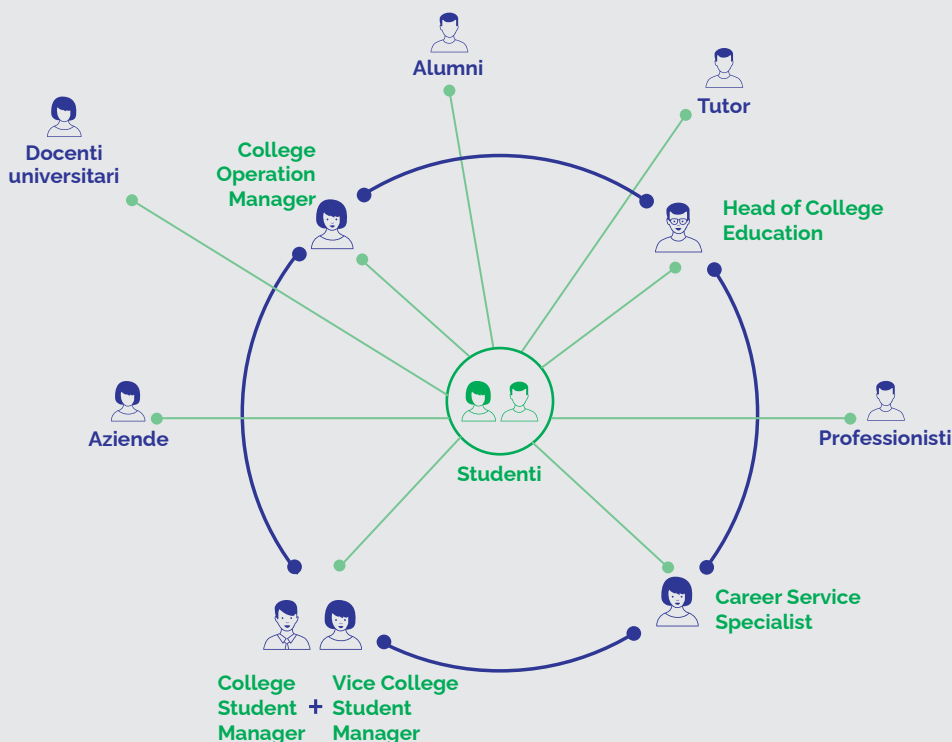 Alumni
Tutor
Docenti
universitari
College
Operation
Manager
Head of College
Education
Aziende
Professionisti
Studenti
Career Service
Specialist
College
Student
Manager
+
Vice College
Student
Manager